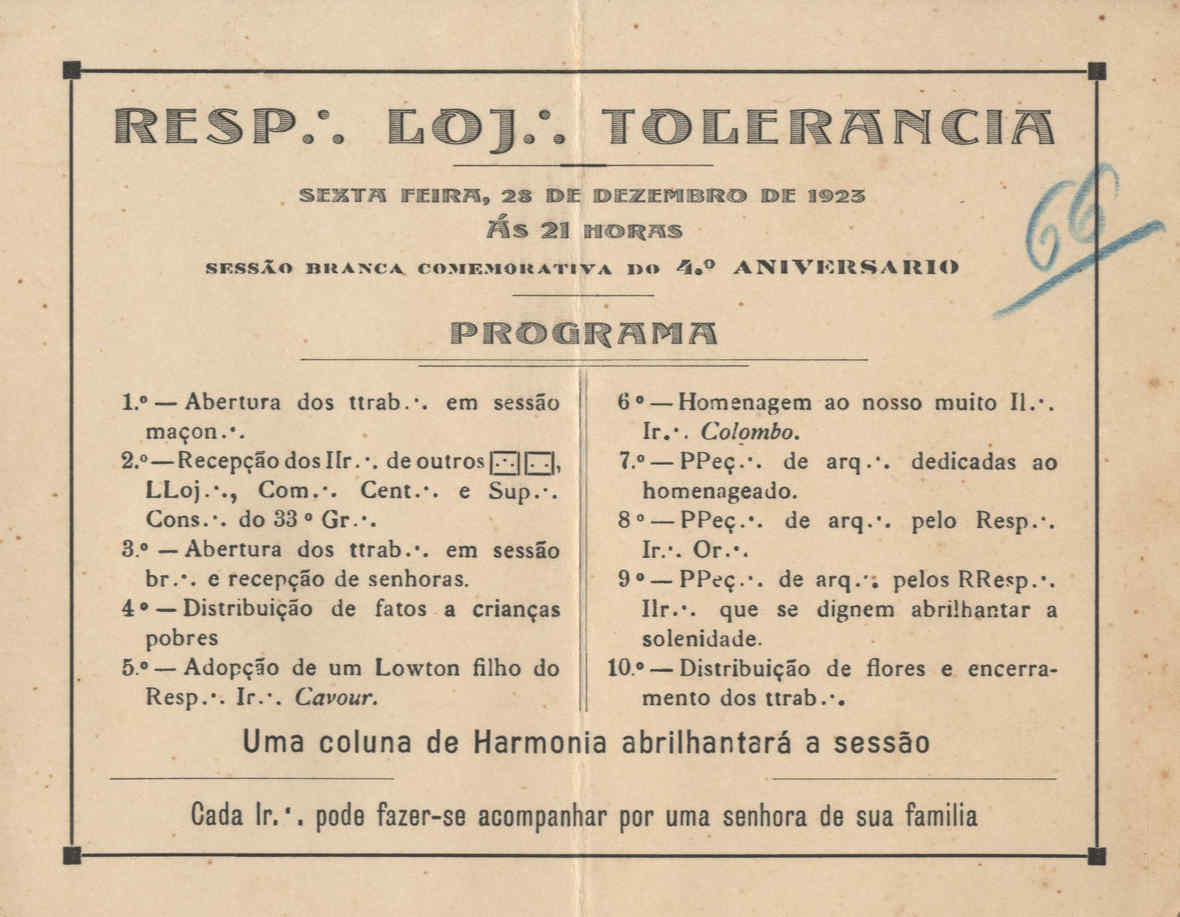 RESP.∴ LOJ.∴ TOLERANCIA
SEXTA FEIRA, 28 DE DEZEMBRO DE 1923
ÁS 21 HORAS
SESSÃO BRANCA COMEMORATIVA DO 4.º ANIVERSARIO
66
PROGRAMA
1.º — Abertura dos ttrab.∴ em sessão
maçon.∴
2.º — Recepção dos IIr.∴ de outros [∴] [. .],
LLoj.∴, Com.∴ Cent.∴ e Sup.∴
Cons.∴ do 33º Gr.∴
3.º — Abertura dos ttrab.∴ em sessão
br.∴ e recepção de senhoras.
4º — Distribuição de fatos a crianças
pobres
5.º — Adopção de um Lowton filho do
Resp.∴ Ir.∴ Cavour.
6º — Homenagem ao nosso muito Il.∴
Ir.∴ Colombo.
7.º — PPeç.∴ de arq.∴ dedicadas ao
homenageado.
8º — PPeç.∴ de arq.∴ pelo Resp.∴
Ir.∴ Or.∴
9º — PPeç.∴ de arq.∴ pelos RResp.∴
IIr.∴ que se dignem abrilhantar a
solenidade.
10.º — Distribuição de flores e encerra-
mento dos ttrab.∴
Uma coluna de Harmonia abrilhantará a sessão
Cada Ir.∴ pode fazer-se acompanhar por uma senhora de sua familia